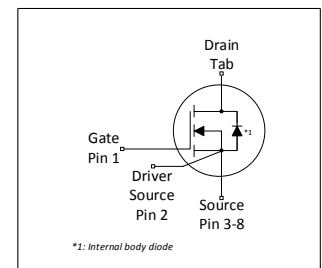 Drain
Tab
*1
Gate
Pin 1
Driver
Source
Pin 2
Source
Pin 3-8
*1: Internal body diode